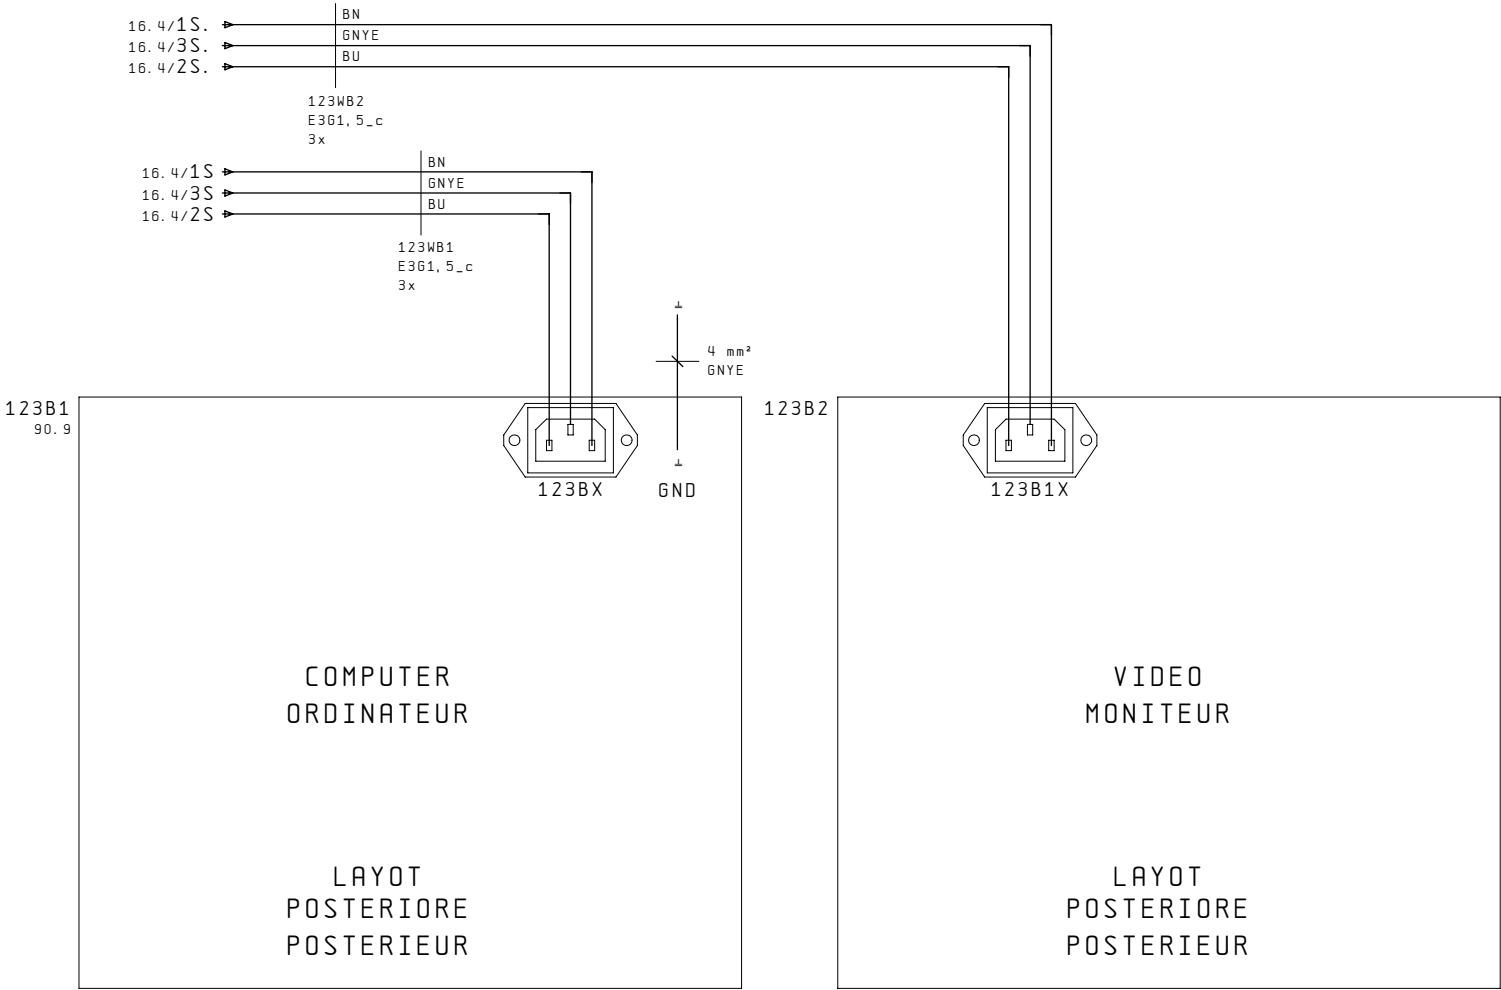 BN
16.4/1S.
GNYE
16.4/3S.
BU
16.4/2S.
123WB2
E3G1,5_c
3x
BN
16.4/1S
GNYE
16.4/3S
BU
16.4/2S
123WB1
E3G1,5_c
3x
4 mm²
GNYE
123B1
90.9
123BX
GND
123B2
123B1X
COMPUTER
ORDINATEUR
VIDEO
MONITEUR
LAYOT
POSTERIORE
POSTERIEUR
LAYOT
POSTERIORE
POSTERIEUR